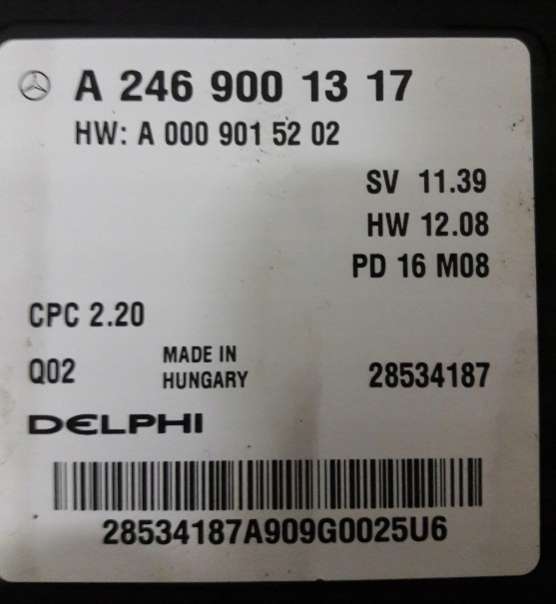 A 246 900 13 17
HW: A 000 901 52 02
SV 11.39
HW 12.08
PD 16 M08
CPC 2.20
Q02
MADE IN
HUNGARY
28534187
DELPHI
28534187A909G0025U6